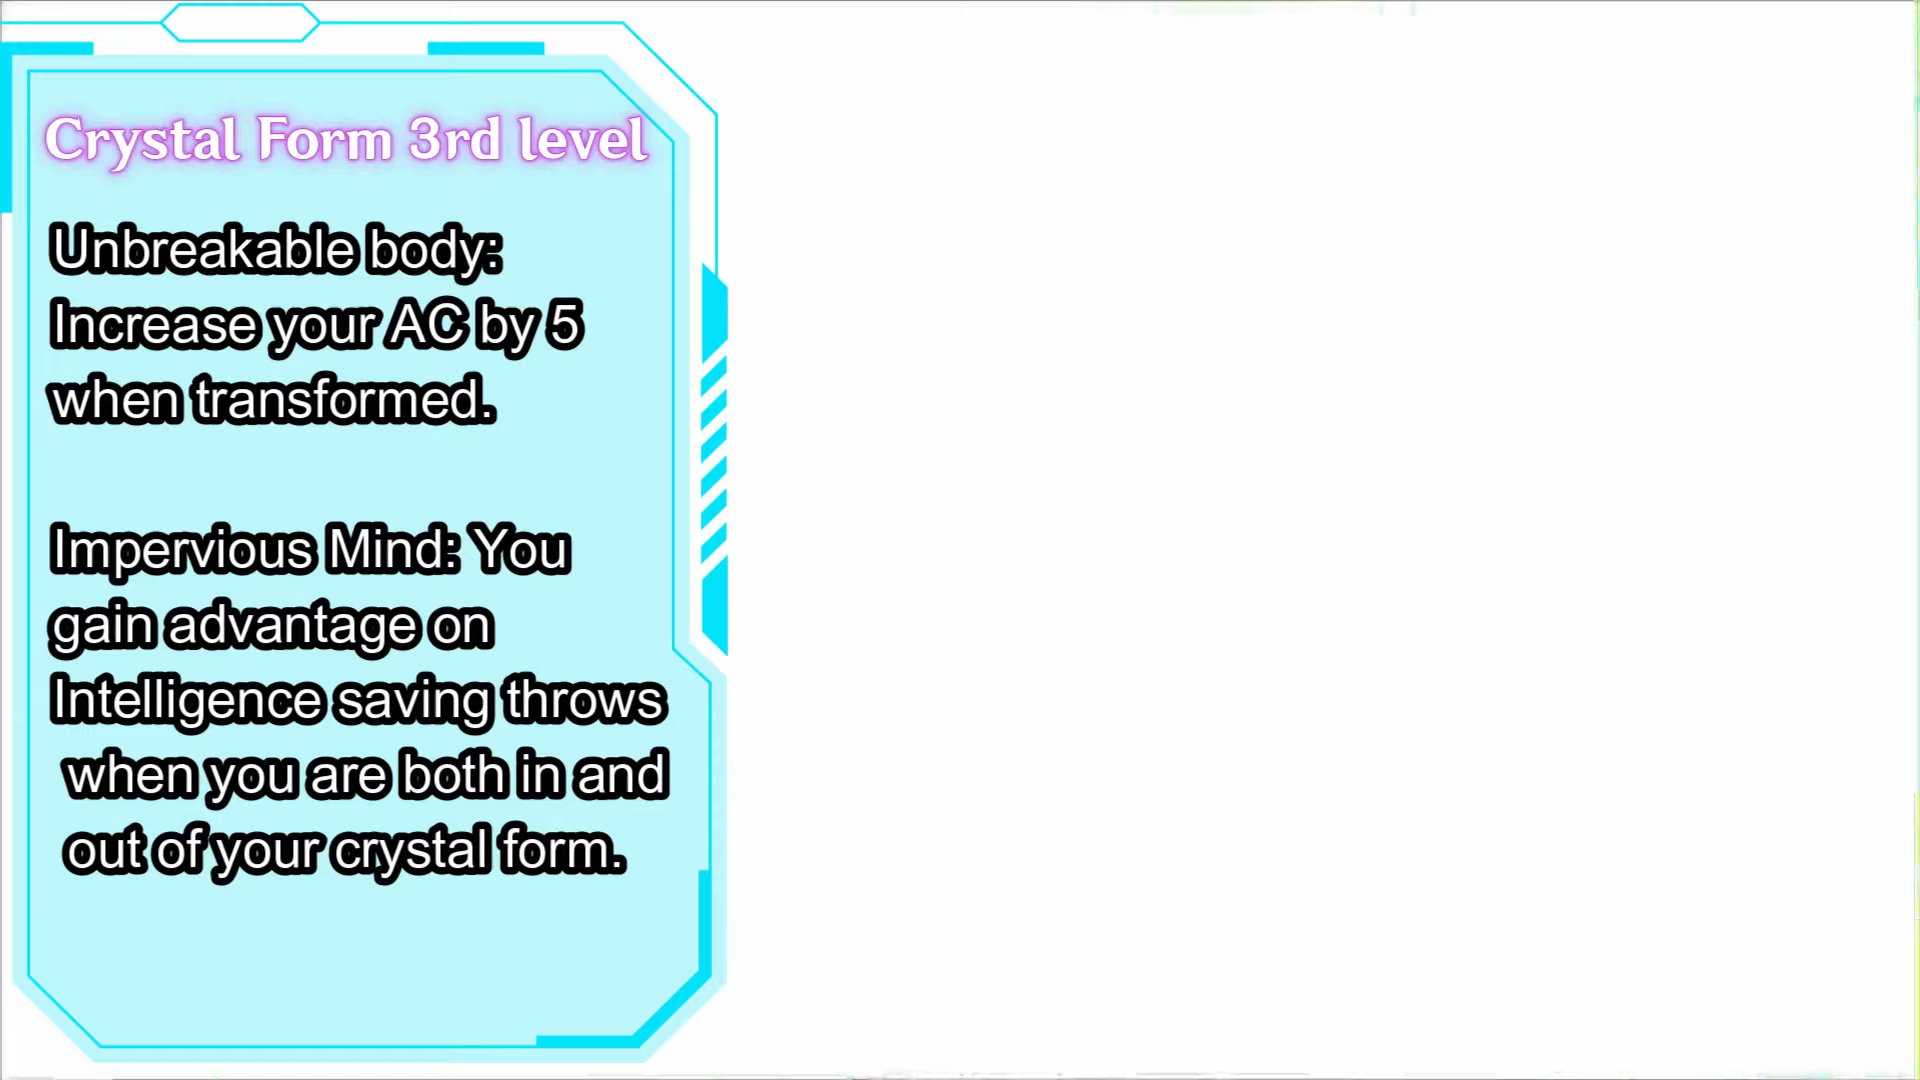 Crystal Form 3rd level
Unbreakable body:
Increase your AC by 5
when transformed.
Impervious Mind: You
gain advantage on
Intelligence saving throws
when you are both in and
out of your crystal form.